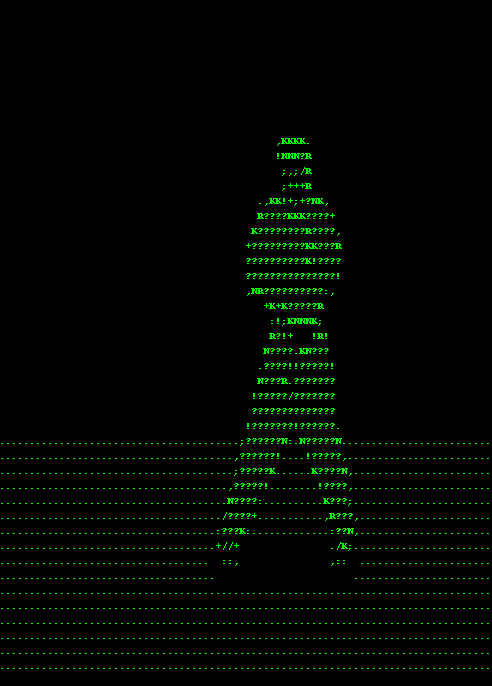 ,KKKK.
!NNN?R
;,;/R
;+++R
.,KK!+;+?NK,
R????KKK????+
K????????R????,
+?????????KK???R
??????????K!????
???????????????!
,NR??????????:,
+K+K?????R
:!;KNNNK;
R?!+   !R!
N????.KN???
.????!!?????!
N???R.???????
!?????/???????
??????????????
!???????!??????.
;??????N:.N?????N
,??????!....!?????,
;?????K......K????N,
,?????!........!????,
N????:..........K???;
/????+...........,R???,
:???K:.............:??N,
+//+               ./K;
::,               ,::